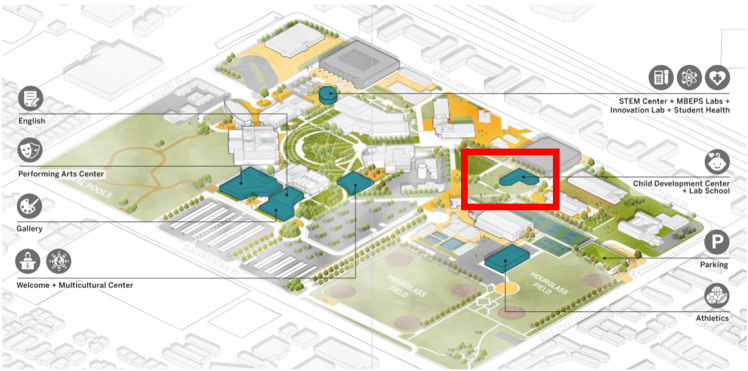 English
Performing Arts Center
Gallery
Welcome + Multicultural Center
STEM Center + MBEPS Labs +
Innovation Lab + Student Health
Child Development Center
+ Lab School
Parking
P
Athletics
HOURGLASS
FIELD
HOURGLASS
FIELD
POOLS